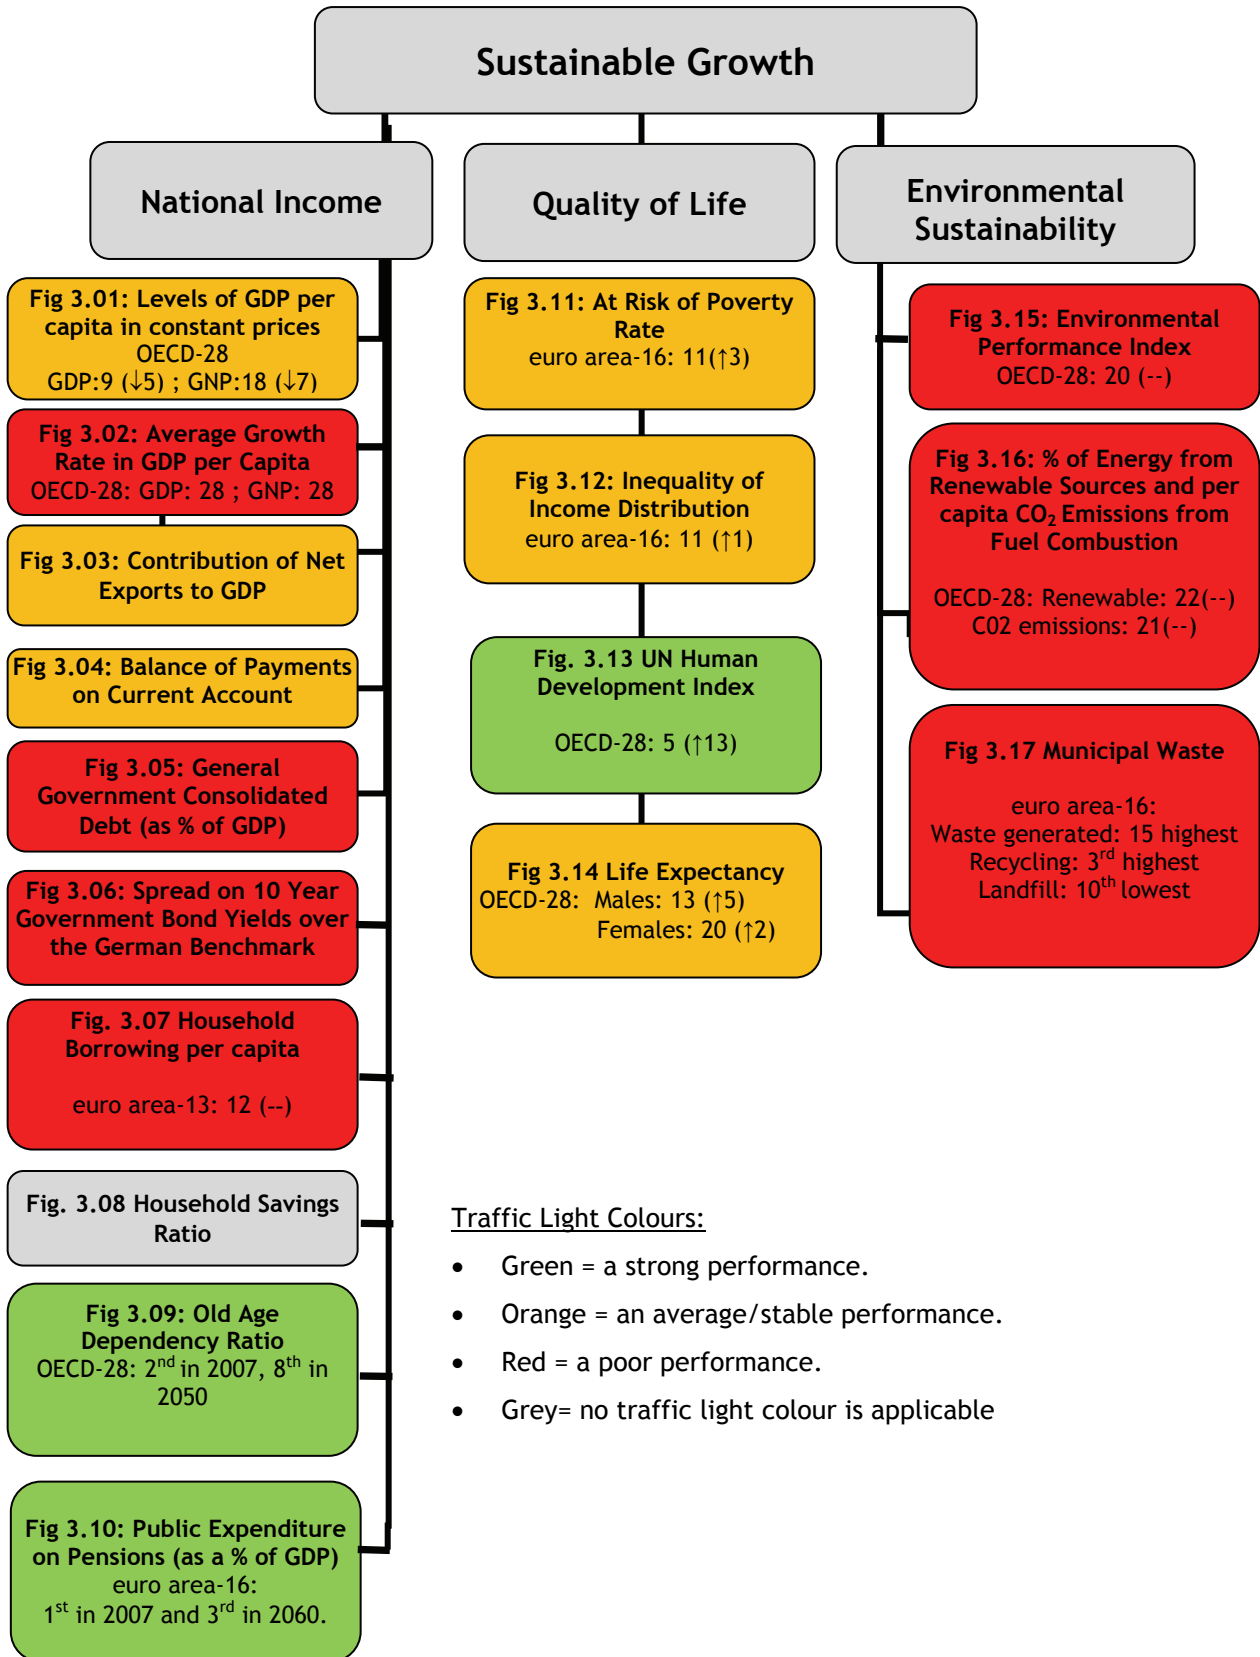 Sustainable Growth
National Income
Fig 3.01: Levels of GDP per
capita in constant prices
OECD-28
GDP:9 (↓5) ; GNP:18 (↓7)
Fig 3.02: Average Growth
Rate in GDP per Capita
OECD-28: GDP: 28 ; GNP: 28
Fig 3.03: Contribution of Net
Exports to GDP
Fig 3.04: Balance of Payments
on Current Account
Fig 3.05: General
Government Consolidated
Debt (as % of GDP)
Fig 3.06: Spread on 10 Year
Government Bond Yields over
the German Benchmark
Fig. 3.07 Household
Borrowing per capita
euro area-13: 12 (--)
Fig. 3.08 Household Savings
Ratio
Fig 3.09: Old Age
Dependency Ratio
OECD-28: 2nd in 2007, 8th in
2050
Fig 3.10: Public Expenditure
on Pensions (as a % of GDP)
euro area-16:
1st in 2007 and 3rd in 2060.
Quality of Life
Fig 3.11: At Risk of Poverty
Rate
euro area-16: 11(↑3)
Fig 3.12: Inequality of
Income Distribution
euro area-16: 11 (↑1)
Fig. 3.13 UN Human
Development Index
OECD-28: 5 (↑13)
Fig 3.14 Life Expectancy
OECD-28: Males: 13 (↑5)
Females: 20 (↑2)
Environmental
Sustainability
Fig 3.15: Environmental
Performance Index
OECD-28: 20 (--)
Fig 3.16: % of Energy from
Renewable Sources and per
capita CO₂ Emissions from
Fuel Combustion
OECD-28: Renewable: 22(--)
C02 emissions: 21(--)
Fig 3.17 Municipal Waste
euro area-16:
Waste generated: 15 highest
Recycling: 3rd highest
Landfill: 10th lowest
Traffic Light Colours:
• Green = a strong performance.
• Orange = an average/stable performance.
• Red = a poor performance.
• Grey= no traffic light colour is applicable